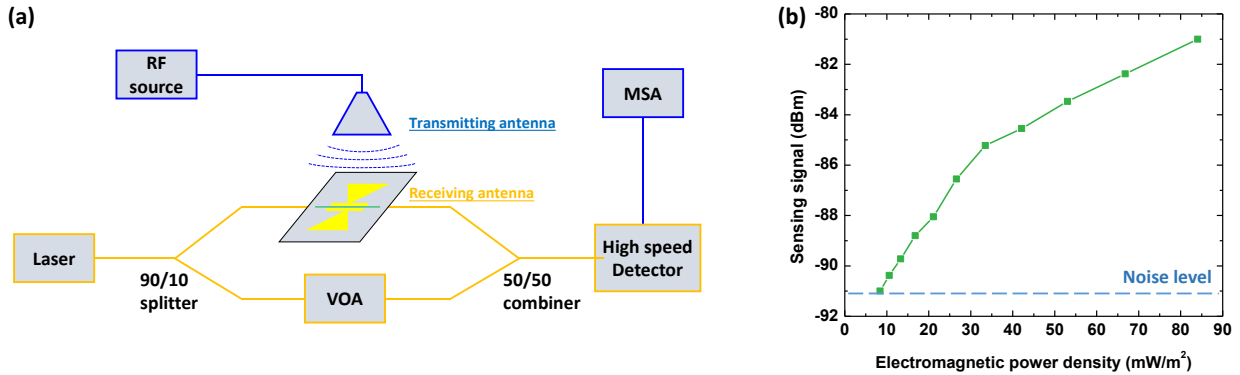 (a)
RF
source
MSA
Transmitting antenna
Receiving antenna
Laser
90/10
splitter
VOA
50/50
combiner
High speed
Detector
(b)
Sensing signal (dBm)
-80
-82
-84
-86
-88
-90
-92
Noise level
0 10 20 30 40 50 60 70 80 90
Electromagnetic power density (mW/m²)